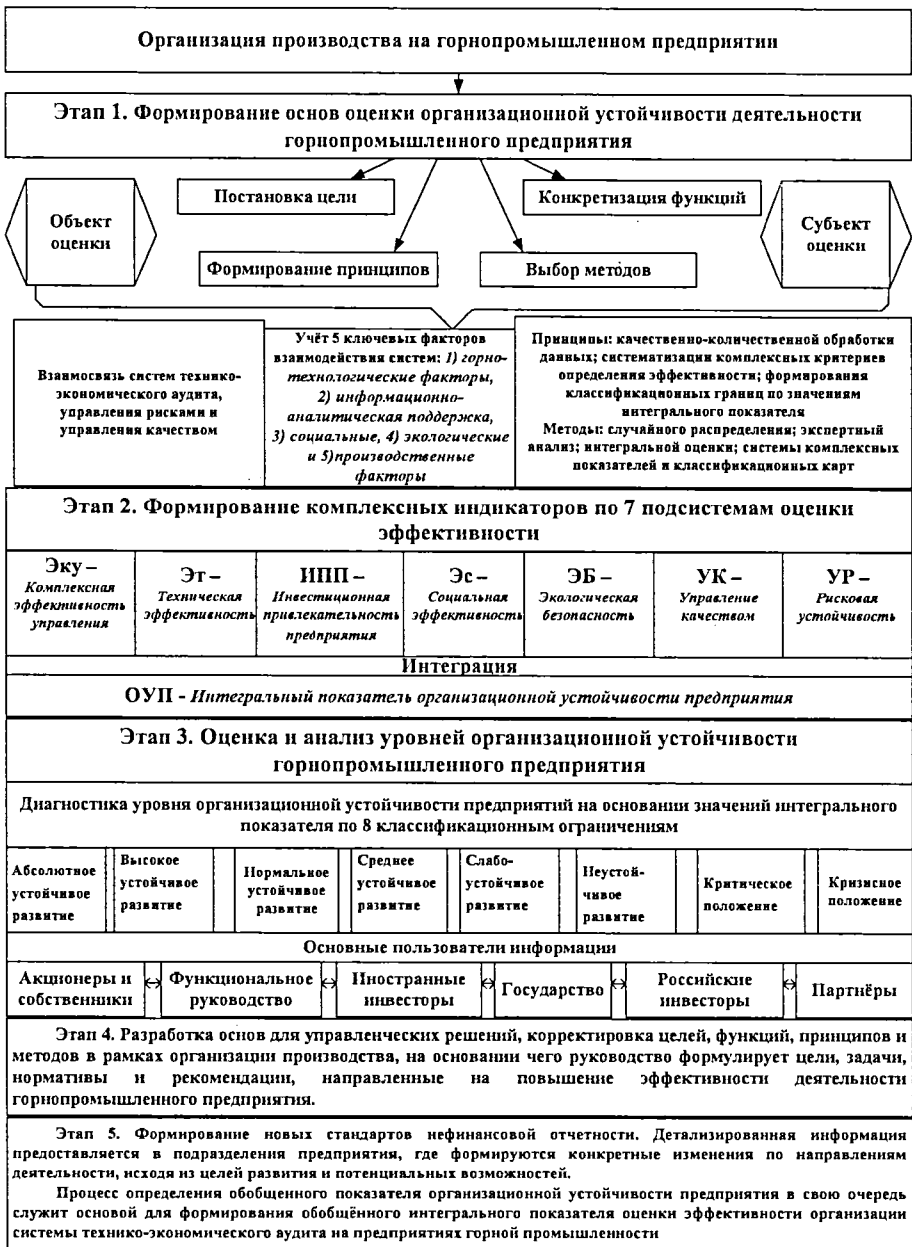 Организация производства на горнопромышленном предприятии
Этап 1. Формирование основ оценки организационной устойчивости деятельности
горнопромышленного предприятия
Объект
оценки
Постановка цели
Конкретизация функций
Субъект
оценки
Формирование принципов
Выбор методов
Взаимосвязь систем технико-
экономического аудита,
управления рисками и
управления качеством
Учёт 5 ключевых факторов
взаимодействия систем: 1) горно-
технологические факторы,
2) информационно-
аналитическая поддержка,
3) социальные, 4) экологические
и 5)производственные
факторы
Принципы: качественно-количественной обработки
данных; систематизации комплексных критериев
определения эффективности; формирования
классификационных границ по значениям
интегрального показателя
Методы: случайного распределения; экспертный
анализ; интегральной оценки; системы комплексных
показателей и классификационных карт
Этап 2. Формирование комплексных индикаторов по 7 подсистемам оценки
эффективности
Эку –
Комплексная
эффективность
управления
Эт –
Техническая
эффективность
ИПП –
Инвестиционная
привлекательность
предприятия
Эс –
Социальная
эффективность
ЭБ –
Экологическая
безопасность
УК –
Управление
качеством
УР –
Рисковая
устойчивость
Интеграция
ОУП - Интегральный показатель организационной устойчивости предприятия
Этап 3. Оценка и анализ уровней организационной устойчивости
горнопромышленного предприятия
Диагностика уровня организационной устойчивости предприятий на основании значений интегрального
показателя по 8 классификационным ограничениям
Абсолютное
устойчивое
развитие
Высокое
устойчивое
развитие
Нормальное
устойчивое
развитие
Среднее
устойчивое
развитие
Слабо-
устойчивое
развитие
Неустой-
чивое
развитие
Критическое
положение
Кризисное
положение
Основные пользователи информации
Акционеры и
собственники
Функциональное
руководство
Иностранные
инвесторы
Государство
Российские
инвесторы
Партнёры
Этап 4. Разработка основ для управленческих решений, корректировка целей, функций, принципов и
методов в рамках организации производства, на основании чего руководство формулирует цели, задачи,
нормативы и рекомендации, направленные на повышение эффективности деятельности
горнопромышленного предприятия.
Этап 5. Формирование новых стандартов нефинансовой отчетности. Детализированная информация
предоставляется в подразделения предприятия, где формируются конкретные изменения по направлениям
деятельности, исходя из целей развития и потенциальных возможностей.
Процесс определения обобщенного показателя организационной устойчивости предприятия в свою очередь
служит основой для формирования обобщённого интегрального показателя оценки эффективности организации
системы технико-экономического аудита на предприятиях горной промышленности